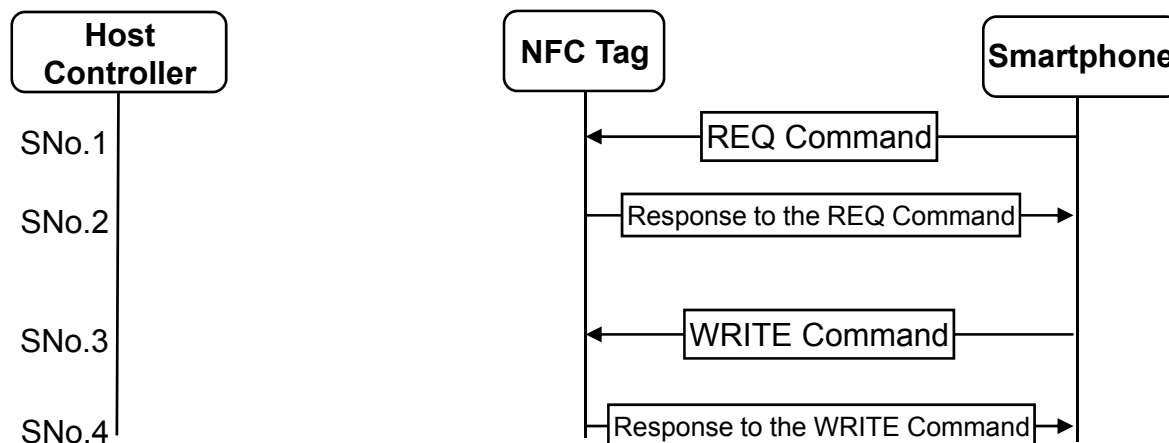 Host
Controller
NFC Tag
Smartphone
SNo.1
REQ Command
SNo.2
Response to the REQ Command
SNo.3
WRITE Command
SNo.4
Response to the WRITE Command